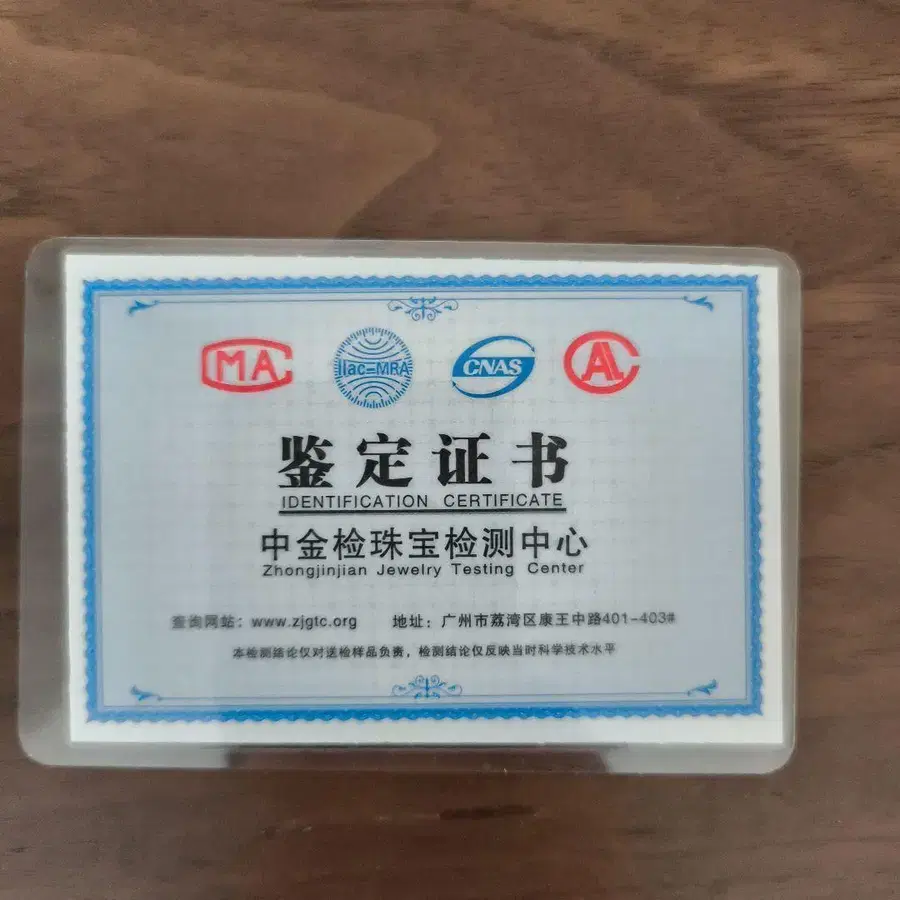 MA ilac-MRA CNAS AL
鉴定证书
IDENTIFICATION CERTIFICATE
中金检珠宝检测中心
Zhongjinjian Jewelry Testing Center
查询网站：www.zjgtc.org 地址：广州市荔湾区康王中路401-403#
本检测结论仅对送检样品负责，检测结论仅反映当时科学技术水平